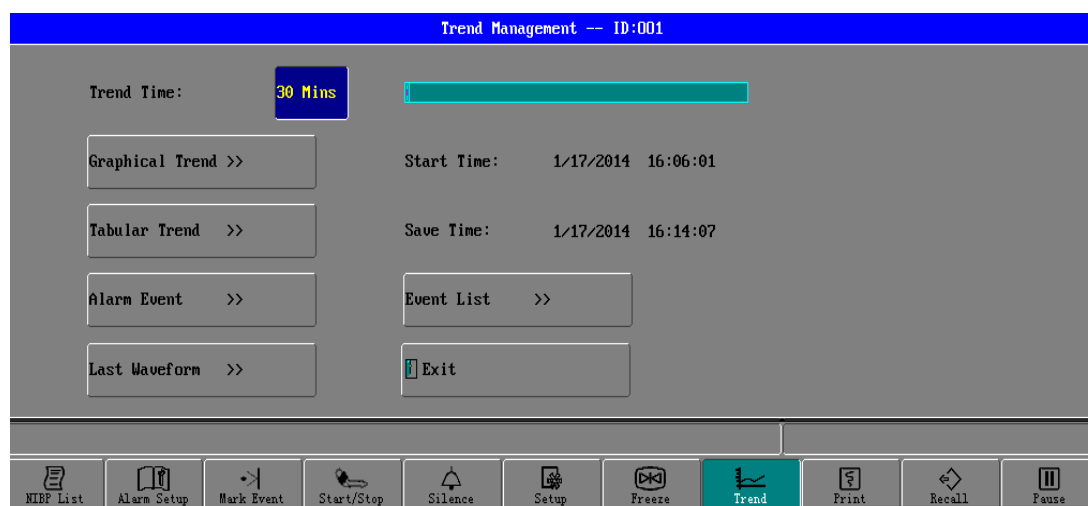 Trend Management -- ID:001
Trend Time: 30 Mins
Graphical Trend >>
Start Time: 1/17/2014 16:06:01
Tabular Trend >>
Save Time: 1/17/2014 16:14:07
Alarm Event >>
Event List >>
Last Waveform >>
Exit
NIBP List
Alarm Setup
Mark Event
Start/Stop
Silence
Setup
Freeze
Trend
Print
Recall
Pause